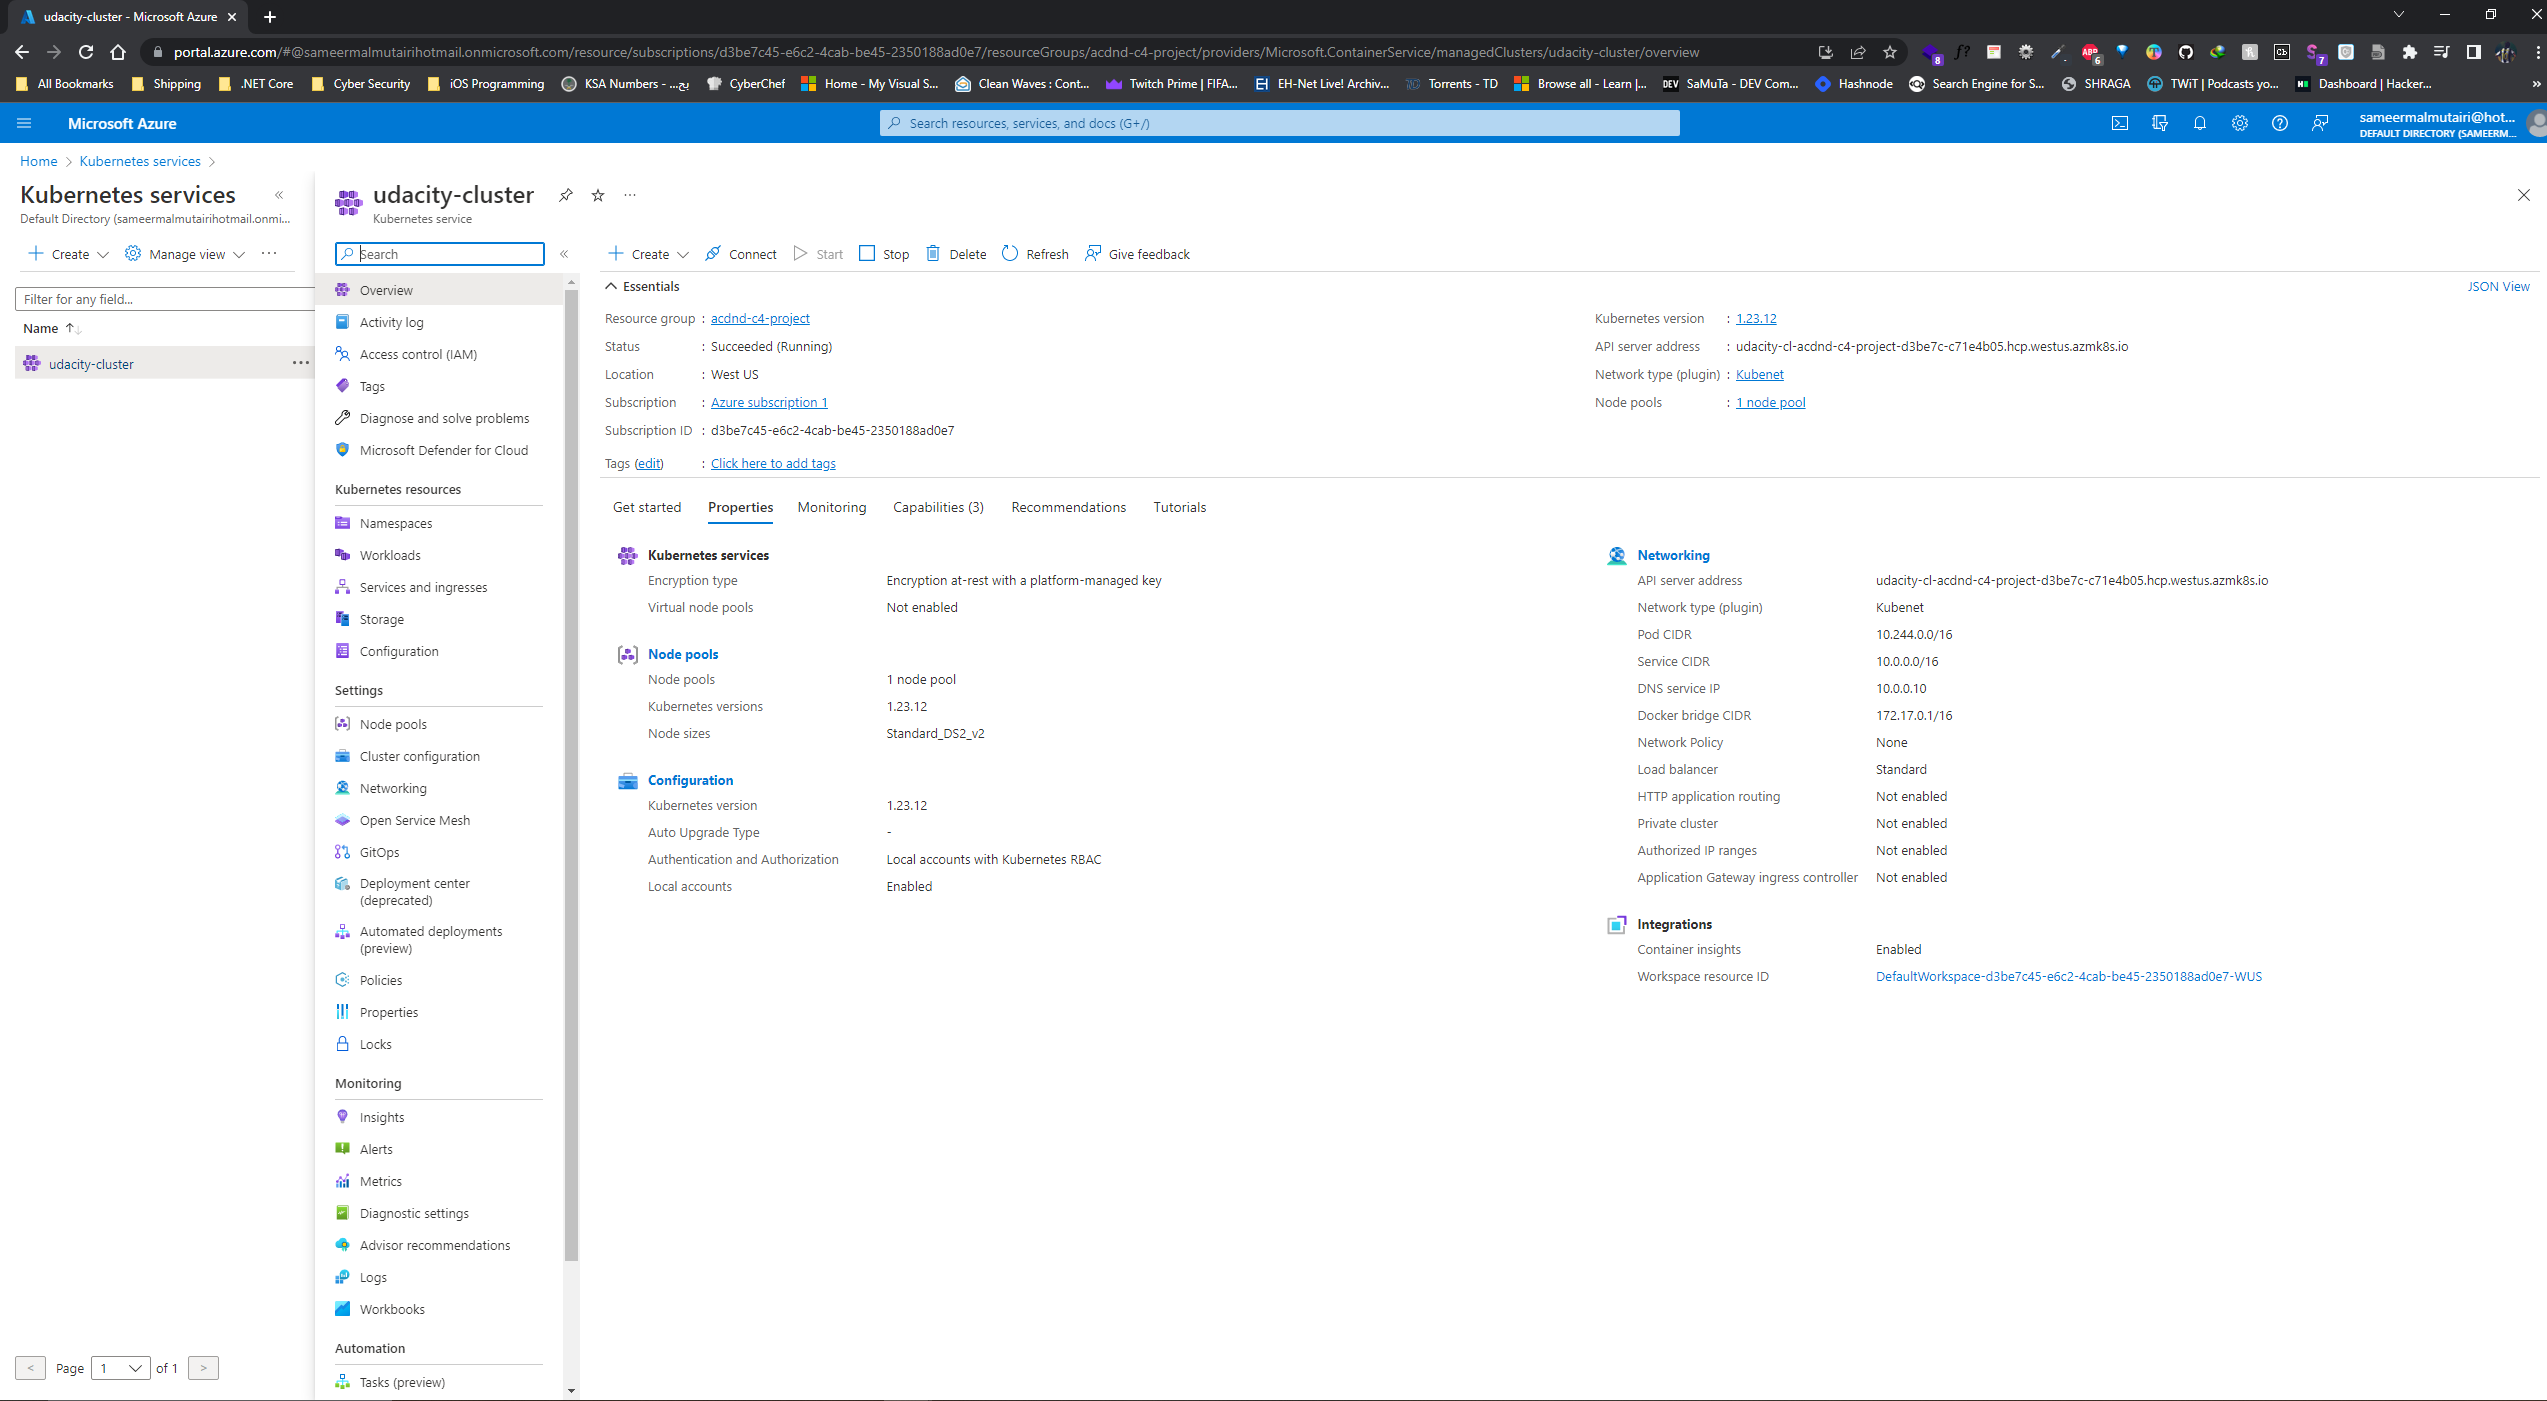 udacity-cluster - Microsoft Azure
portal.azure.com/#@sameermalmutairihotmail.onmicrosoft.com/resource/subscriptions/d3be7c45-e6c2-4cab-be45-2350188ad0e7/resourceGroups/acdnd-c4-project/providers/Microsoft.ContainerService/managedClusters/udacity-cluster/overview
All Bookmarks Shipping .NET Core Cyber Security iOS Programming KSA Numbers - ... CyberChef Home - My Visual S... Clean Waves : Cont... Twitch Prime | FIFA... EH-Net Live! Archiv... Torrents - TD Browse all - Learn |... SaMuTa - DEV Com... Hashnode Search Engine for S... SHRAGA TWiT | Podcasts yo... Dashboard | Hacker...
Microsoft Azure
Search resources, services, and docs (G+/)
sameermalmutairi@hot...
DEFAULT DIRECTORY (SAMEERM...
Home > Kubernetes services >
Kubernetes services
Default Directory (sameermalmutairihotmail.onmi...
Create Manage view ...
Filter for any field...
Name
udacity-cluster
< Page 1 of 1 >
udacity-cluster
Kubernetes service
Search
Overview
Activity log
Access control (IAM)
Tags
Diagnose and solve problems
Microsoft Defender for Cloud
Kubernetes resources
Namespaces
Workloads
Services and ingresses
Storage
Configuration
Settings
Node pools
Cluster configuration
Networking
Open Service Mesh
GitOps
Deployment center
(deprecated)
Automated deployments
(preview)
Policies
Properties
Locks
Monitoring
Insights
Alerts
Metrics
Diagnostic settings
Advisor recommendations
Logs
Workbooks
Automation
Tasks (preview)
Create Connect Start Stop Delete Refresh Give feedback
Essentials
JSON View
Resource group : acdnd-c4-project
Status : Succeeded (Running)
Location : West US
Subscription : Azure subscription 1
Subscription ID : d3be7c45-e6c2-4cab-be45-2350188ad0e7
Tags (edit) : Click here to add tags
Kubernetes version : 1.23.12
API server address : udacity-cl-acdnd-c4-project-d3be7c-c71e4b05.hcp.westus.azmk8s.io
Network type (plugin) : Kubenet
Node pools : 1 node pool
Get started Properties Monitoring Capabilities (3) Recommendations Tutorials
Kubernetes services
Encryption type Encryption at-rest with a platform-managed key
Virtual node pools Not enabled
Node pools
Node pools 1 node pool
Kubernetes versions 1.23.12
Node sizes Standard_DS2_v2
Configuration
Kubernetes version 1.23.12
Auto Upgrade Type -
Authentication and Authorization Local accounts with Kubernetes RBAC
Local accounts Enabled
Networking
API server address udacity-cl-acdnd-c4-project-d3be7c-c71e4b05.hcp.westus.azmk8s.io
Network type (plugin) Kubenet
Pod CIDR 10.244.0.0/16
Service CIDR 10.0.0.0/16
DNS service IP 10.0.0.10
Docker bridge CIDR 172.17.0.1/16
Network Policy None
Load balancer Standard
HTTP application routing Not enabled
Private cluster Not enabled
Authorized IP ranges Not enabled
Application Gateway ingress controller Not enabled
Integrations
Container insights Enabled
Workspace resource ID DefaultWorkspace-d3be7c45-e6c2-4cab-be45-2350188ad0e7-WUS